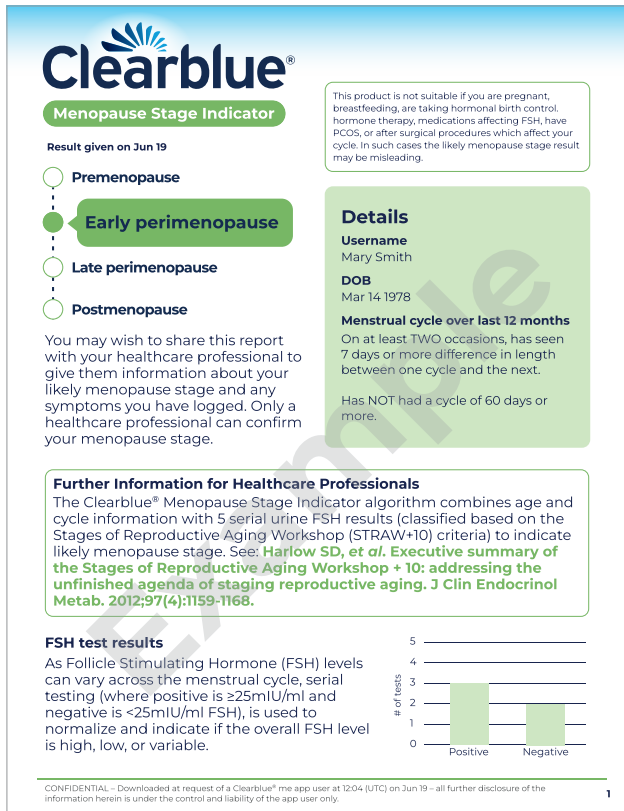 Clearblue®
Menopause Stage Indicator
Result given on Jun 19
Premenopause
Early perimenopause
Late perimenopause
Postmenopause
You may wish to share this report
with your healthcare professional to
give them information about your
likely menopause stage and any
symptoms you have logged. Only a
healthcare professional can confirm
your menopause stage.
This product is not suitable if you are pregnant,
breastfeeding, are taking hormonal birth control.
hormone therapy, medications affecting FSH, have
PCOS, or after surgical procedures which affect your
cycle. In such cases the likely menopause stage result
may be misleading.
Details
Username
Mary Smith
DOB
Mar 14 1978
Menstrual cycle over last 12 months
On at least TWO occasions, has seen
7 days or more difference in length
between one cycle and the next.
Has NOT had a cycle of 60 days or
more.
Example
Further Information for Healthcare Professionals
The Clearblue® Menopause Stage Indicator algorithm combines age and
cycle information with 5 serial urine FSH results (classified based on the
Stages of Reproductive Aging Workshop (STRAW+10) criteria) to indicate
likely menopause stage. See: Harlow SD, et al. Executive summary of
the Stages of Reproductive Aging Workshop + 10: addressing the
unfinished agenda of staging reproductive aging. J Clin Endocrinol
Metab. 2012;97(4):1159-1168.
FSH test results
As Follicle Stimulating Hormone (FSH) levels
can vary across the menstrual cycle, serial
testing (where positive is ≥25mIU/ml and
negative is <25mIU/ml FSH), is used to
normalize and indicate if the overall FSH level
is high, low, or variable.
# of tests
5
4
3
2
1
0
Positive Negative
CONFIDENTIAL – Downloaded at request of a Clearblue® me app user at 12:04 (UTC) on Jun 19 – all further disclosure of the
information herein is under the control and liability of the app user only.
1